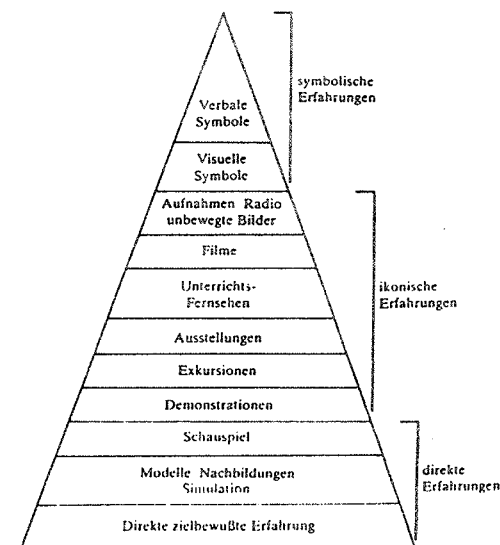 symbolische
Erfahrungen
Verbale
Symbole
Visuelle
Symbole
Aufnahmen Radio
unbewegte Bilder
Filme
Unterrichts-
Fernsehen
ikonische
Erfahrungen
Ausstellungen
Exkursionen
Demonstrationen
Schauspiel
Modelle Nachbildungen
Simulation
direkte
Erfahrungen
Direkte zielbewußte Erfahrung